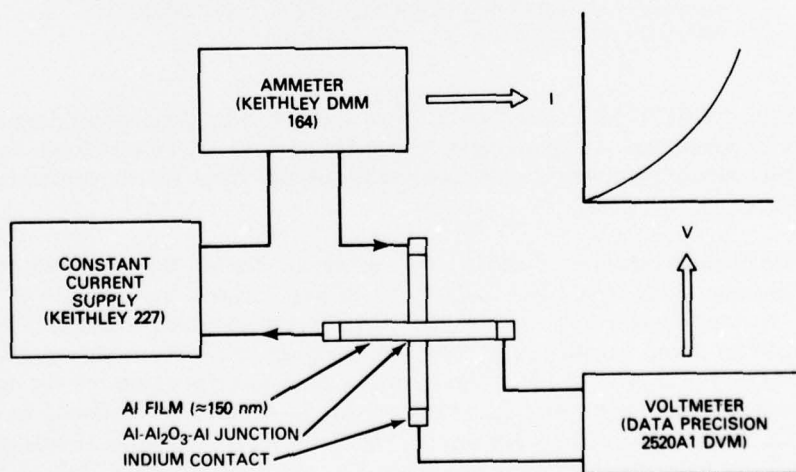 AMMETER
(KEITHLEY DMM
164)
I
V
CONSTANT
CURRENT
SUPPLY
(KEITHLEY 227)
Al FILM (≈150 nm)
Al-Al₂O₃-Al JUNCTION
INDIUM CONTACT
VOLTMETER
(DATA PRECISION
2520A1 DVM)